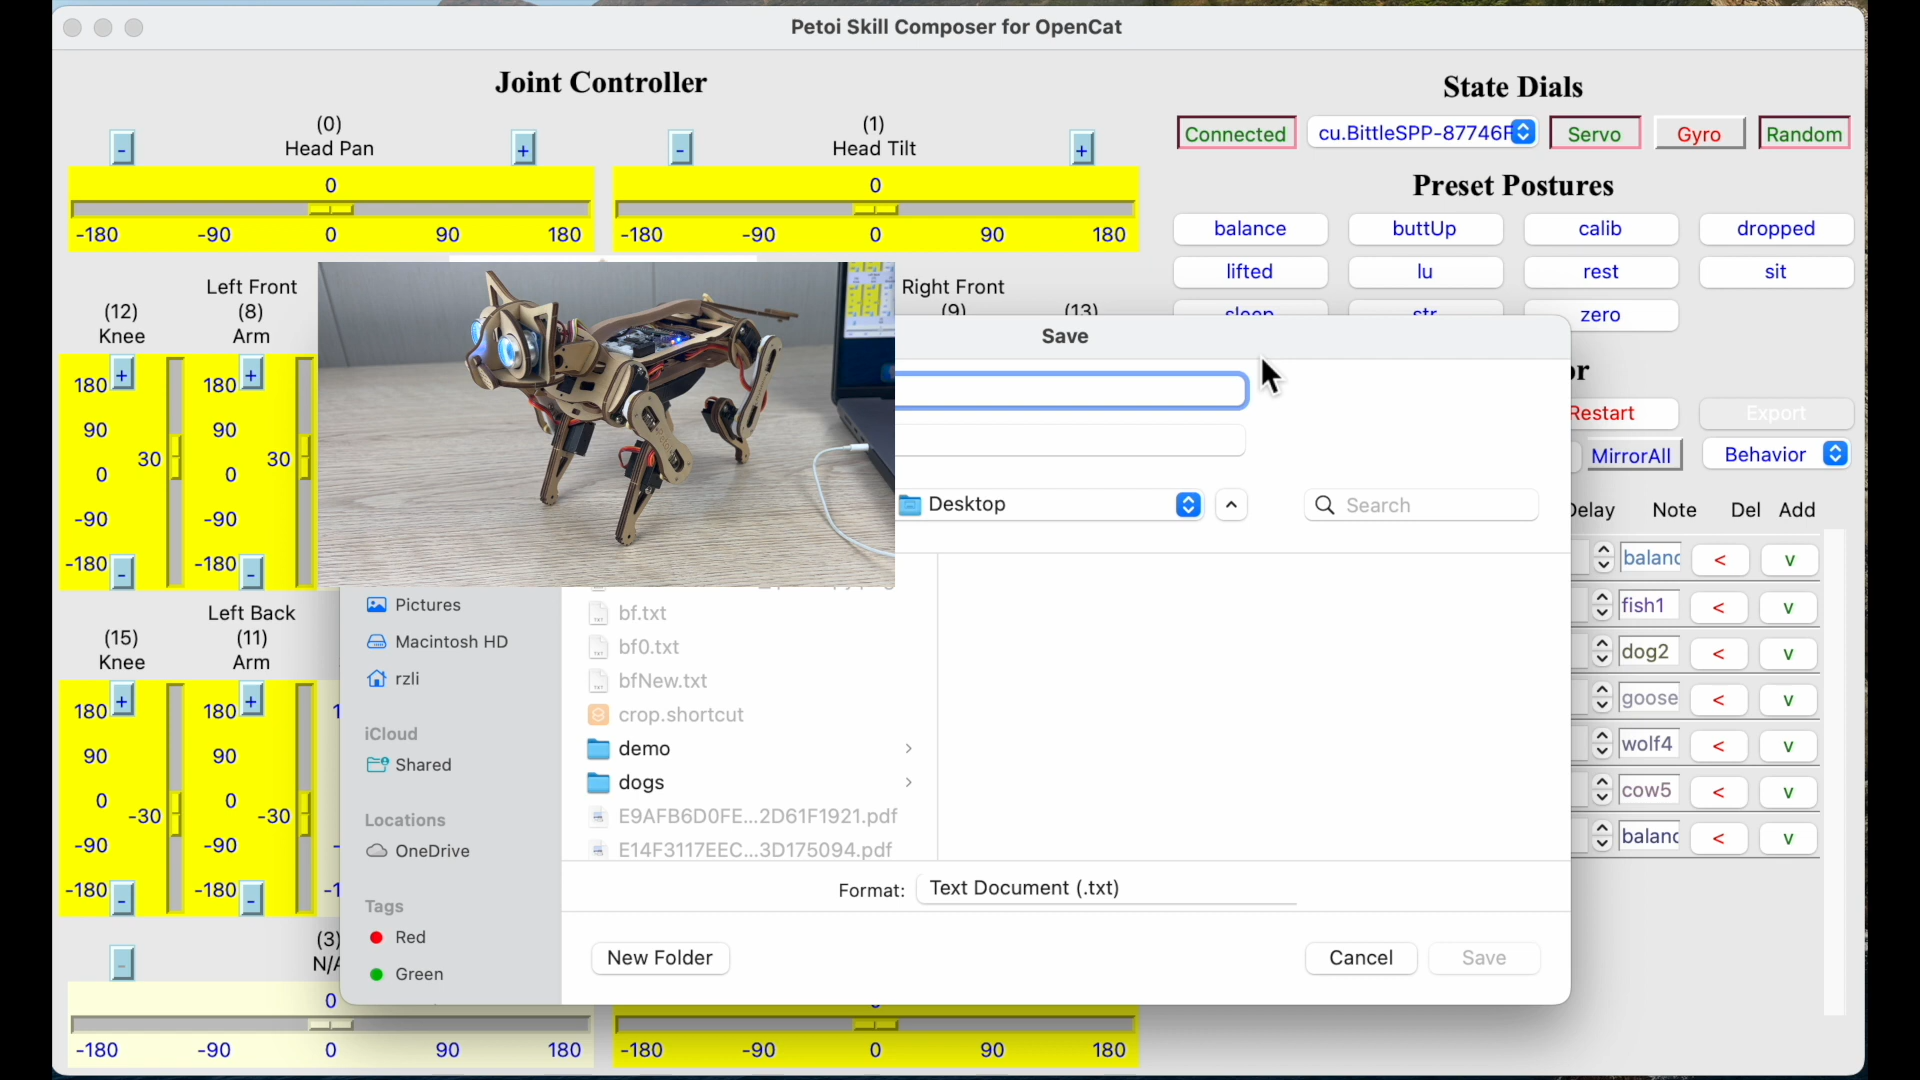 Petoi Skill Composer for OpenCat
Joint Controller
State Dials
(0)
Head Pan
-
+
(1)
Head Tilt
-
+
Connected
cu.BittleSPP-87746F
Servo
Gyro
Random
0
-180 -90 0 90 180
0
-180 -90 0 90 180
Preset Postures
balance buttUp calib dropped
lifted lu rest sit
sleep str zero
Left Front
(12) (8)
Knee Arm
Right Front
(9) (13)
180 + 180 +
90 90
30 30
0 0
-90 -90
-180 - -180 -
Save
Restart Export
MirrorAll Behavior
Desktop
Search
Delay Note Del Add
balanc < v
fish1 < v
dog2 < v
goose < v
wolf4 < v
cow5 < v
balanc < v
Left Back
(15) (11)
Knee Arm
180 + 180 +
90 90
0 0
-30 -30
-90 -90
-180 - -180 -
Pictures
Macintosh HD
rzli
iCloud
Shared
Locations
OneDrive
Tags
Red
Green
bf.txt
bf0.txt
bfNew.txt
crop.shortcut
demo
dogs
E9AFB6D0FE...2D61F1921.pdf
E14F3117EEC...3D175094.pdf
Format: Text Document (.txt)
New Folder
Cancel Save
(3)
N/A
-
0
-180 -90 0 90 180
-180 -90 0 90 180